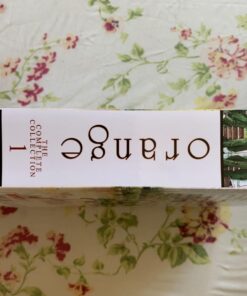 orange
THE
COMPLETE
COLLECTION
1